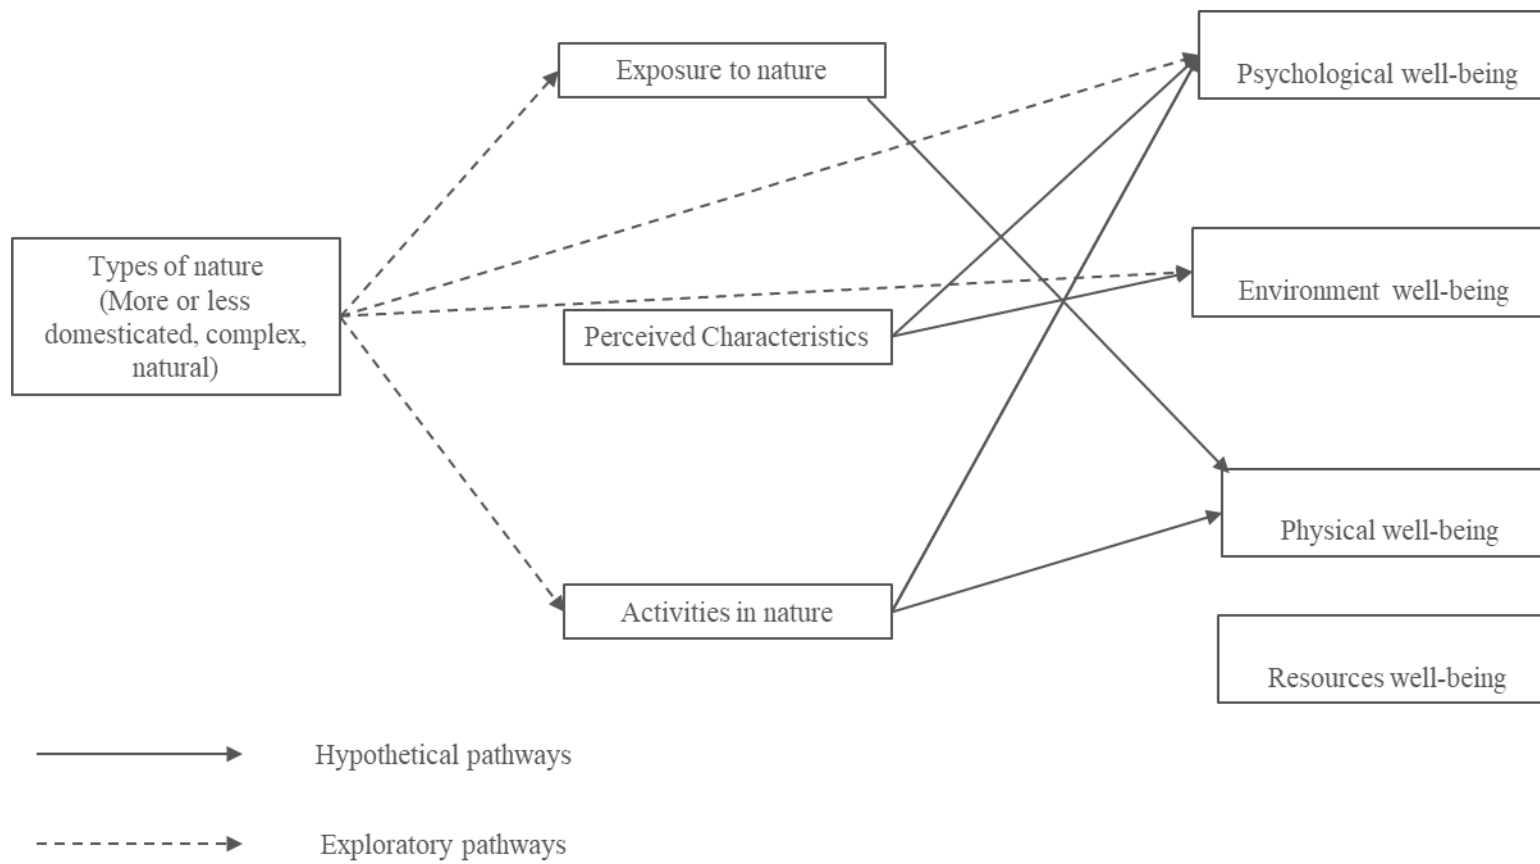 Exposure to nature
Psychological well-being
Types of nature
(More or less
domesticated, complex,
natural)
Environment well-being
Perceived Characteristics
Physical well-being
Activities in nature
Resources well-being
Hypothetical pathways
Exploratory pathways